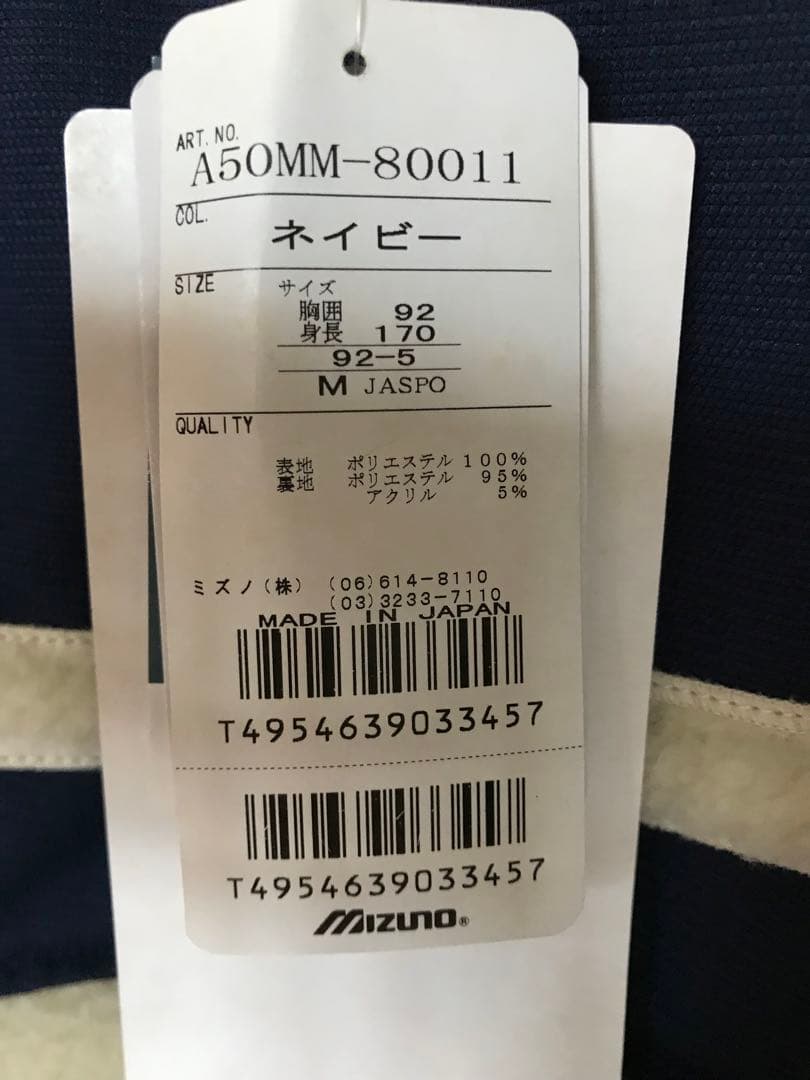 ART. NO.
A50MM-80011
COL.
ネイビー
SIZE サイズ
胸囲 92
身長 170
92-5
M JASPO
QUALITY
表地 ポリエステル 100%
裏地 ポリエステル 95%
アクリル 5%
ミズノ(株) (06)614-8110
(03)3233-7110
MADE IN JAPAN
T4954639033457
T4954639033457
MIZUNO®